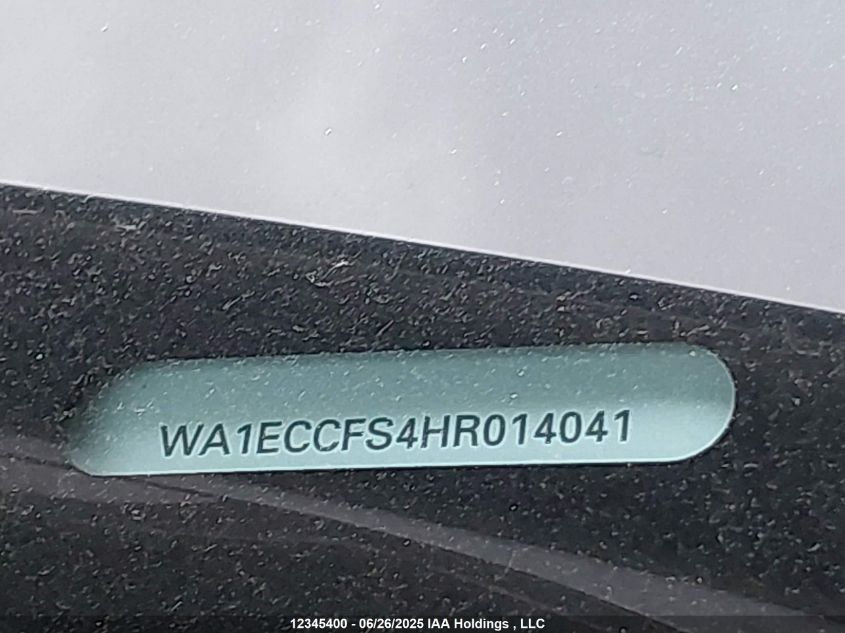 WA1ECCFS4HR014041
12345400 - 06/26/2025 IAA Holdings , LLC